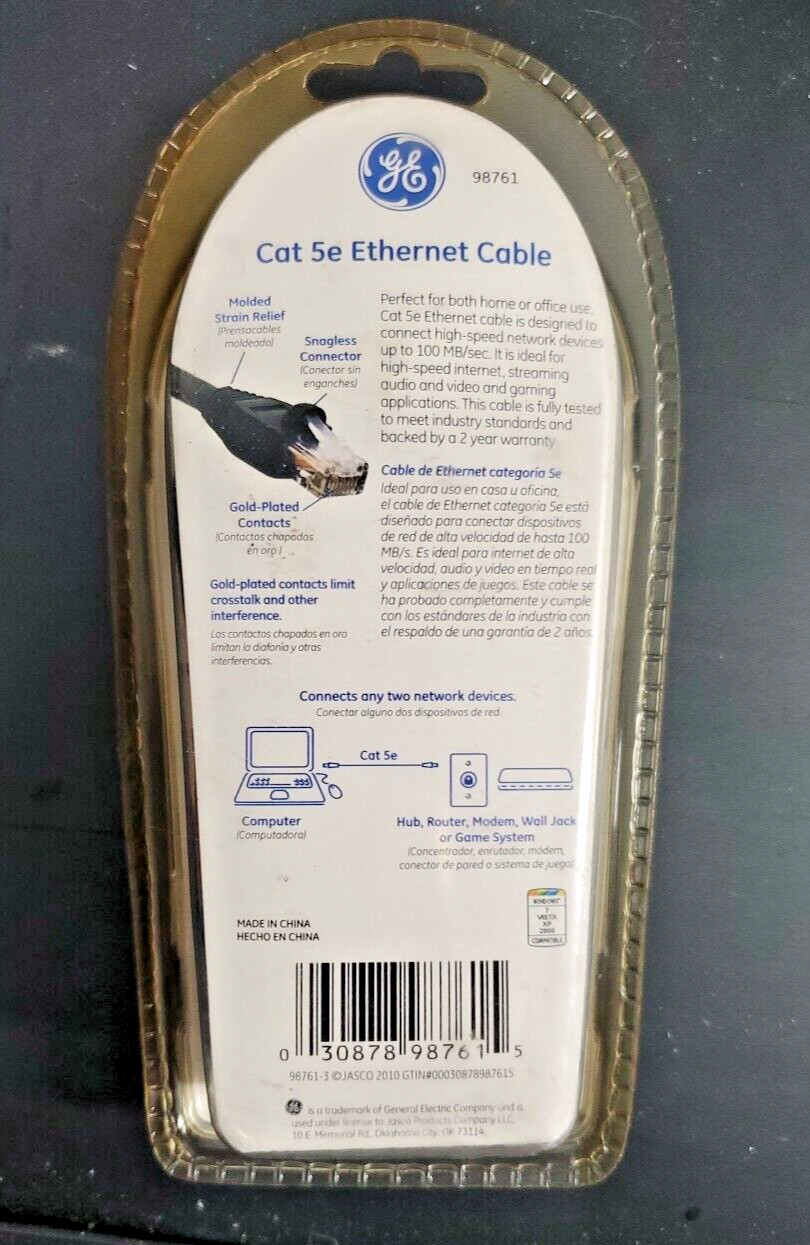 GE
98761
Cat 5e Ethernet Cable
Molded
Strain Relief
(Prensacables
moldeado)
Snagless
Connector
(Conector sin
enganches)
Gold-Plated
Contacts
(Contactos chapados
en oro)
Gold-plated contacts limit
crosstalk and other
interference.
Los contactos chapados en oro
limitan la diafonía y otras
interferencias.
Perfect for both home or office use,
Cat 5e Ethernet cable is designed to
connect high-speed network devices
up to 100 MB/sec. It is ideal for
high-speed internet, streaming
audio and video and gaming
applications. This cable is fully tested
to meet industry standards and
backed by a 2 year warranty
Cable de Ethernet categoría 5e
Ideal para uso en casa u oficina,
el cable de Ethernet categoría 5e está
diseñado para conectar dispositivos
de red de alta velocidad de hasta 100
MB/s. Es ideal para internet de alta
velocidad, audio y video en tiempo real
y aplicaciones de juegos. Este cable se
ha probado completamente y cumple
con los estándares de la industria con
el respaldo de una garantía de 2 años.
Connects any two network devices.
Conectar alguno dos dispositivos de red.
Cat 5e
Computer
(Computadora)
Hub, Router, Modem, Wall Jack
or Game System
(Concentrador, enrutador, módem,
conector de pared o sistema de juego)
WINDOWS
7
VISTA
XP
2000
COMPATIBLE
MADE IN CHINA
HECHO EN CHINA
0 30878 98761 5
98761-3 ©JASCO 2010 GTIN#00030878987615
GE is a trademark of General Electric Company and is
used under license to Jasco Products Company LLC,
10 E. Memorial Rd., Oklahoma City, OK 73114.